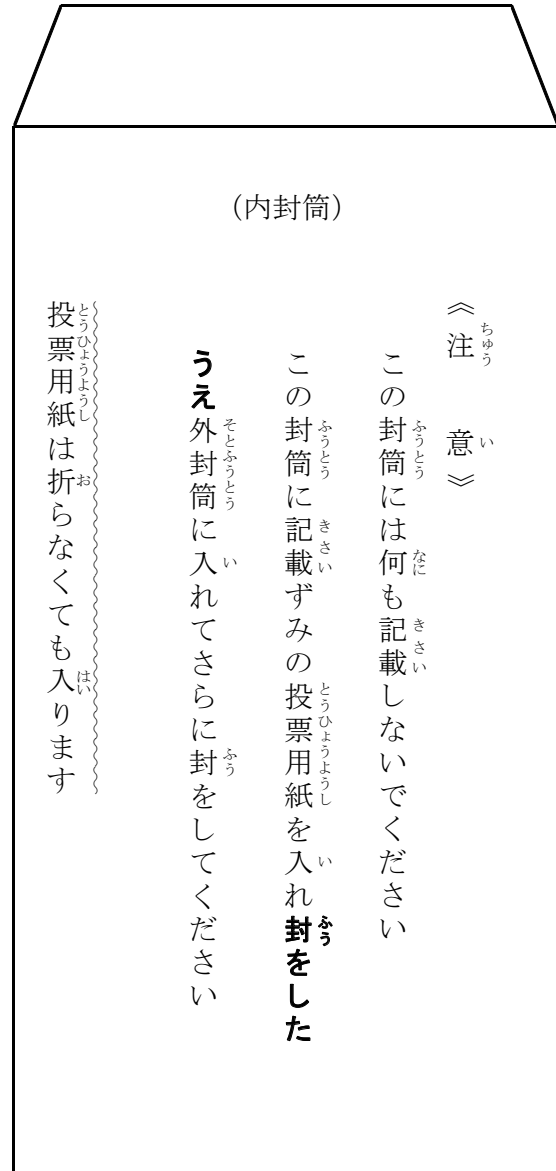 （内封筒）
《注　意》
この封筒には何も記載しないでください
この封筒に記載ずみの投票用紙を入れ封をした
うえ外封筒に入れてさらに封をしてください
投票用紙は折らなくても入ります